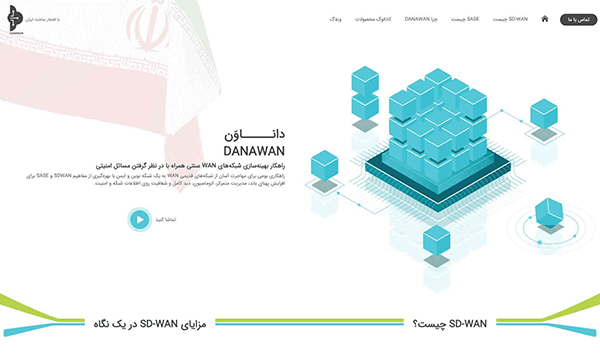 تماس با ما
SD-WAN چیست
SASE چیست
چرا DANAWAN
کاتالوگ محصولات
وبلاگ
با افتخار ساخت ایران
DANAWAN
دانــــاوَن
DANAWAN
راهکار بهینه‌سازی شبکه‌های WAN سنتی همراه با در نظر گرفتن مسائل امنیتی
راهکاری بومی برای مهاجرت آسان از شبکه‌های قدیمی WAN به یک شبکه نوین و ایمن با بهره‌گیری از مفاهیم SDWAN و SASE برای
افزایش پهنای باند، مدیریت متمرکز، اتوماسیون، دید کامل و شفافیت روی اطلاعات شبکه و امنیت.
تماشا کنید
SD-WAN چیست؟
مزایای SD-WAN در یک نگاه